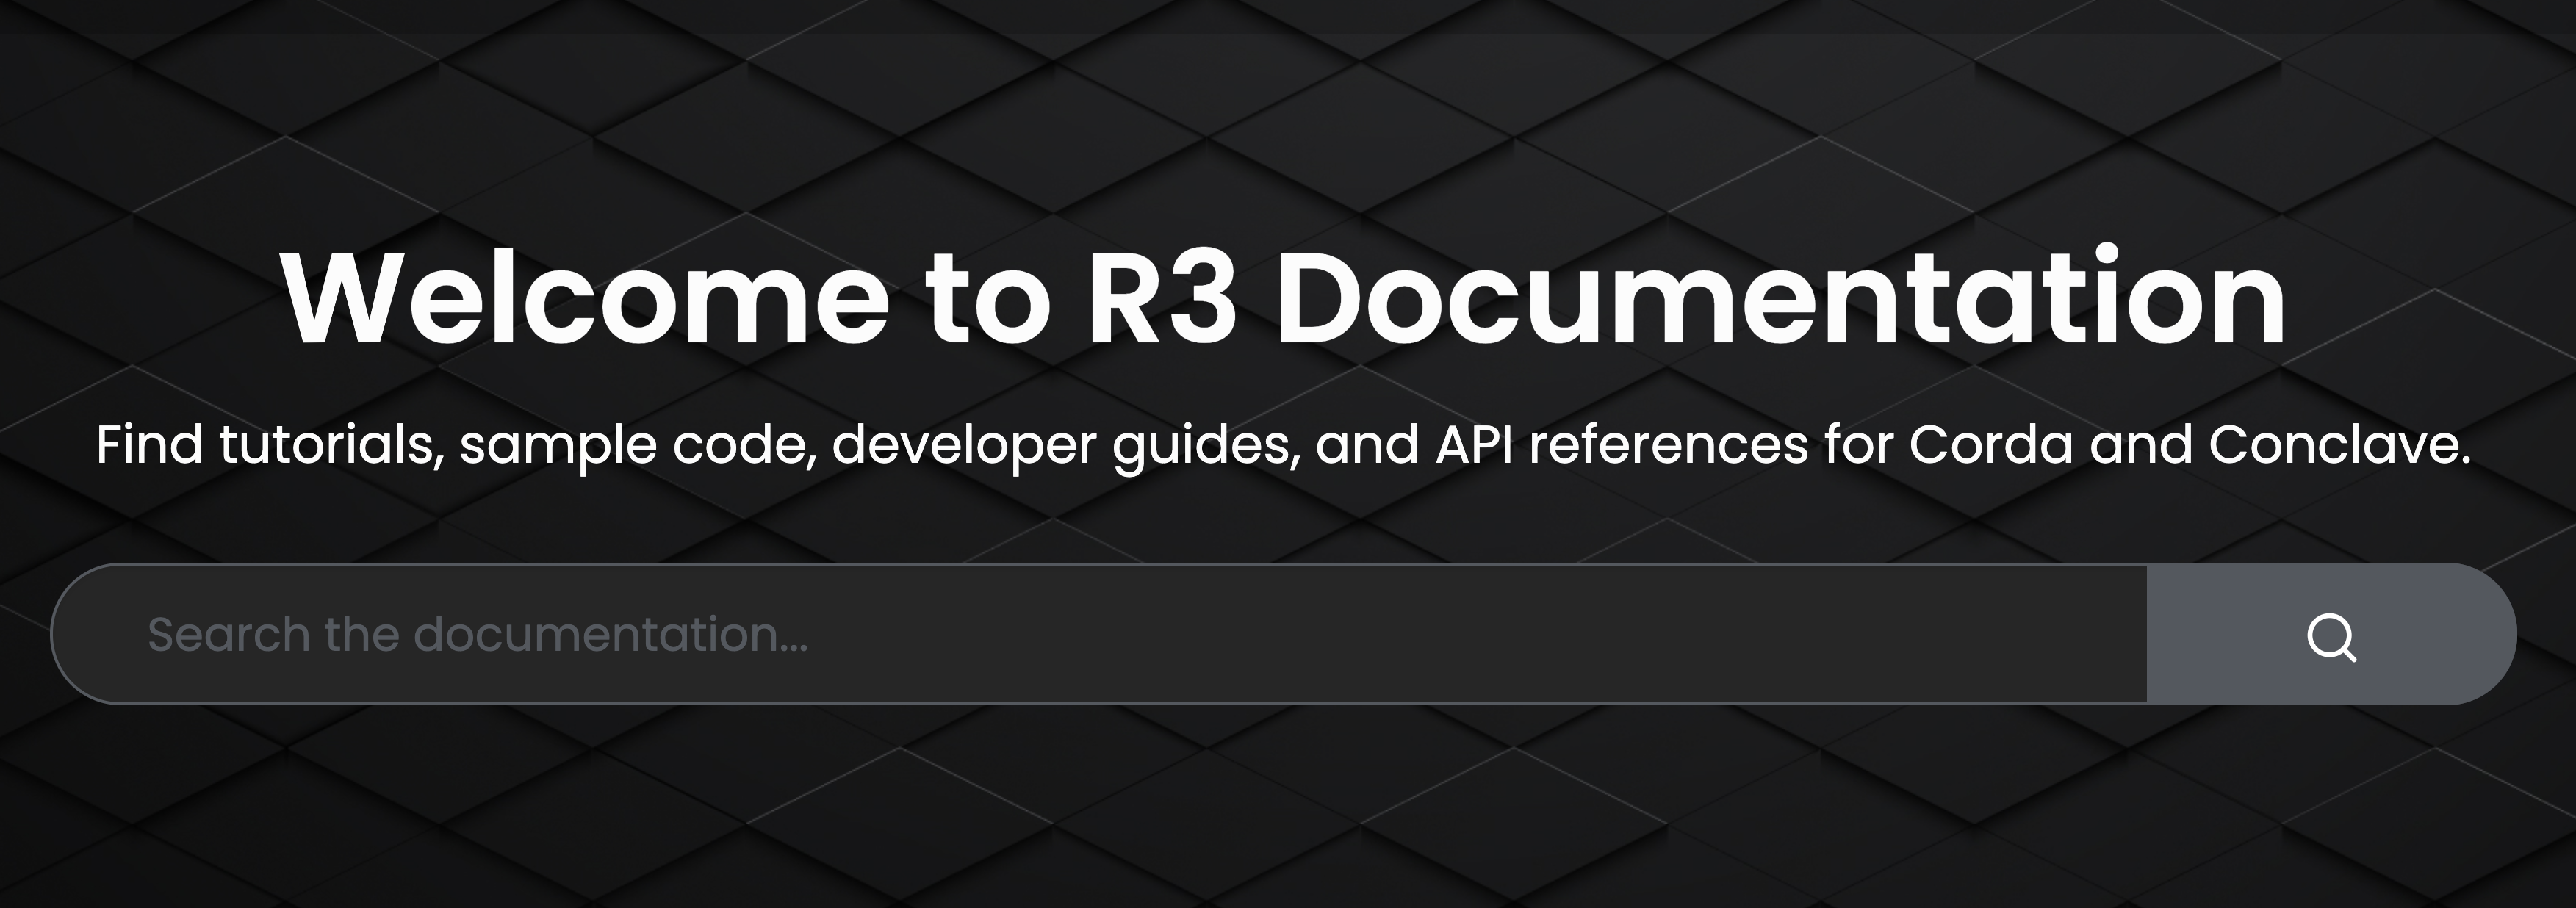 Welcome to R3 Documentation
Find tutorials, sample code, developer guides, and API references for Corda and Conclave.
Search the documentation...